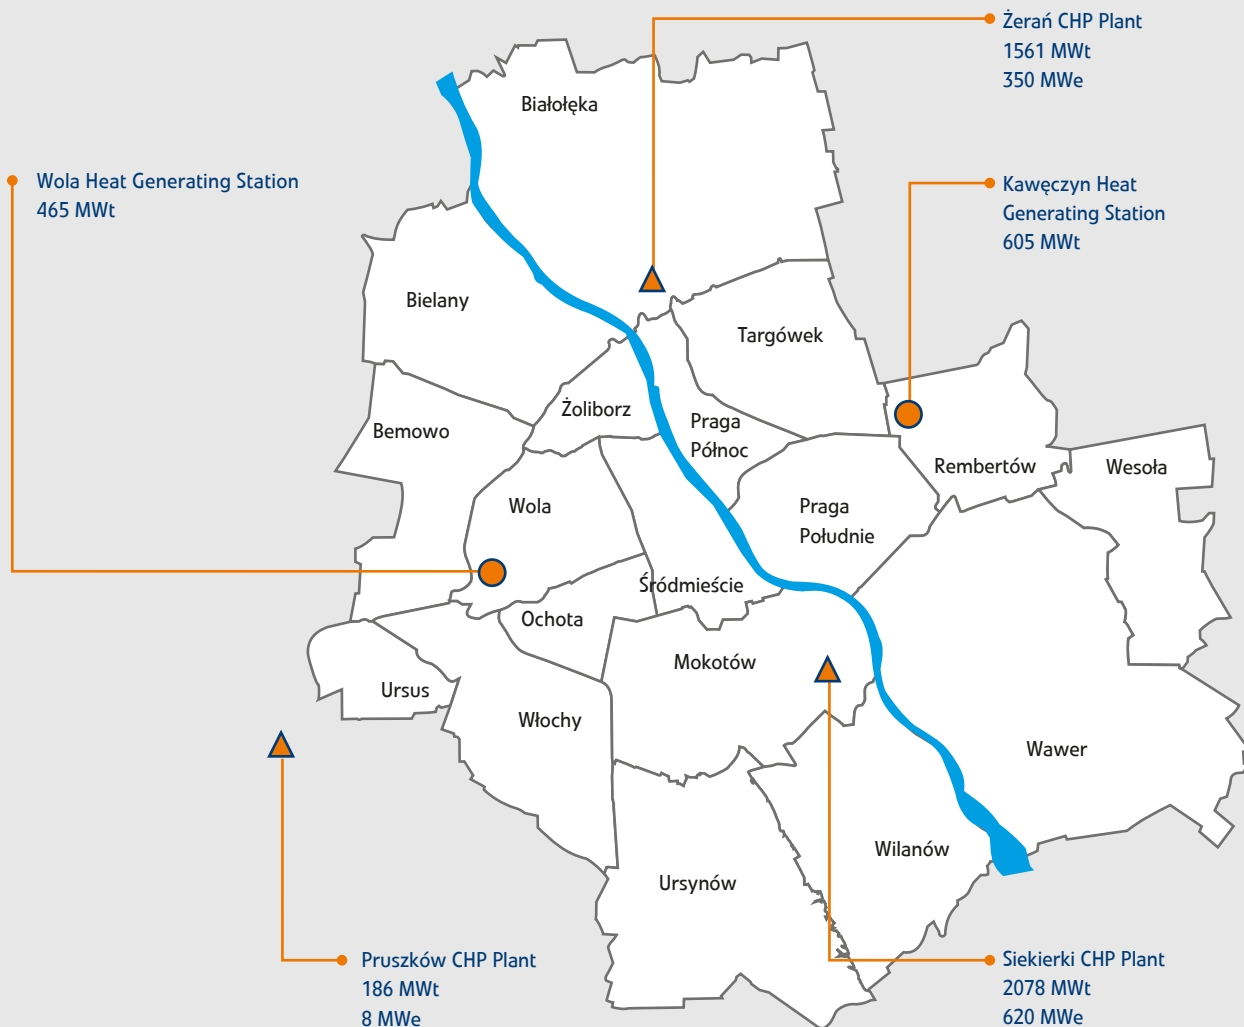 Żerań CHP Plant
1561 MWt
350 MWe
Białołęka
Wola Heat Generating Station
465 MWt
Kawęczyn Heat
Generating Station
605 MWt
Bielany
Targówek
Żoliborz
Praga
Północ
Bemowo
Rembertów
Wesoła
Wola
Praga
Południe
Śródmieście
Ochota
Mokotów
Ursus
Włochy
Wawer
Wilanów
Ursynów
Pruszków CHP Plant
186 MWt
8 MWe
Siekierki CHP Plant
2078 MWt
620 MWe